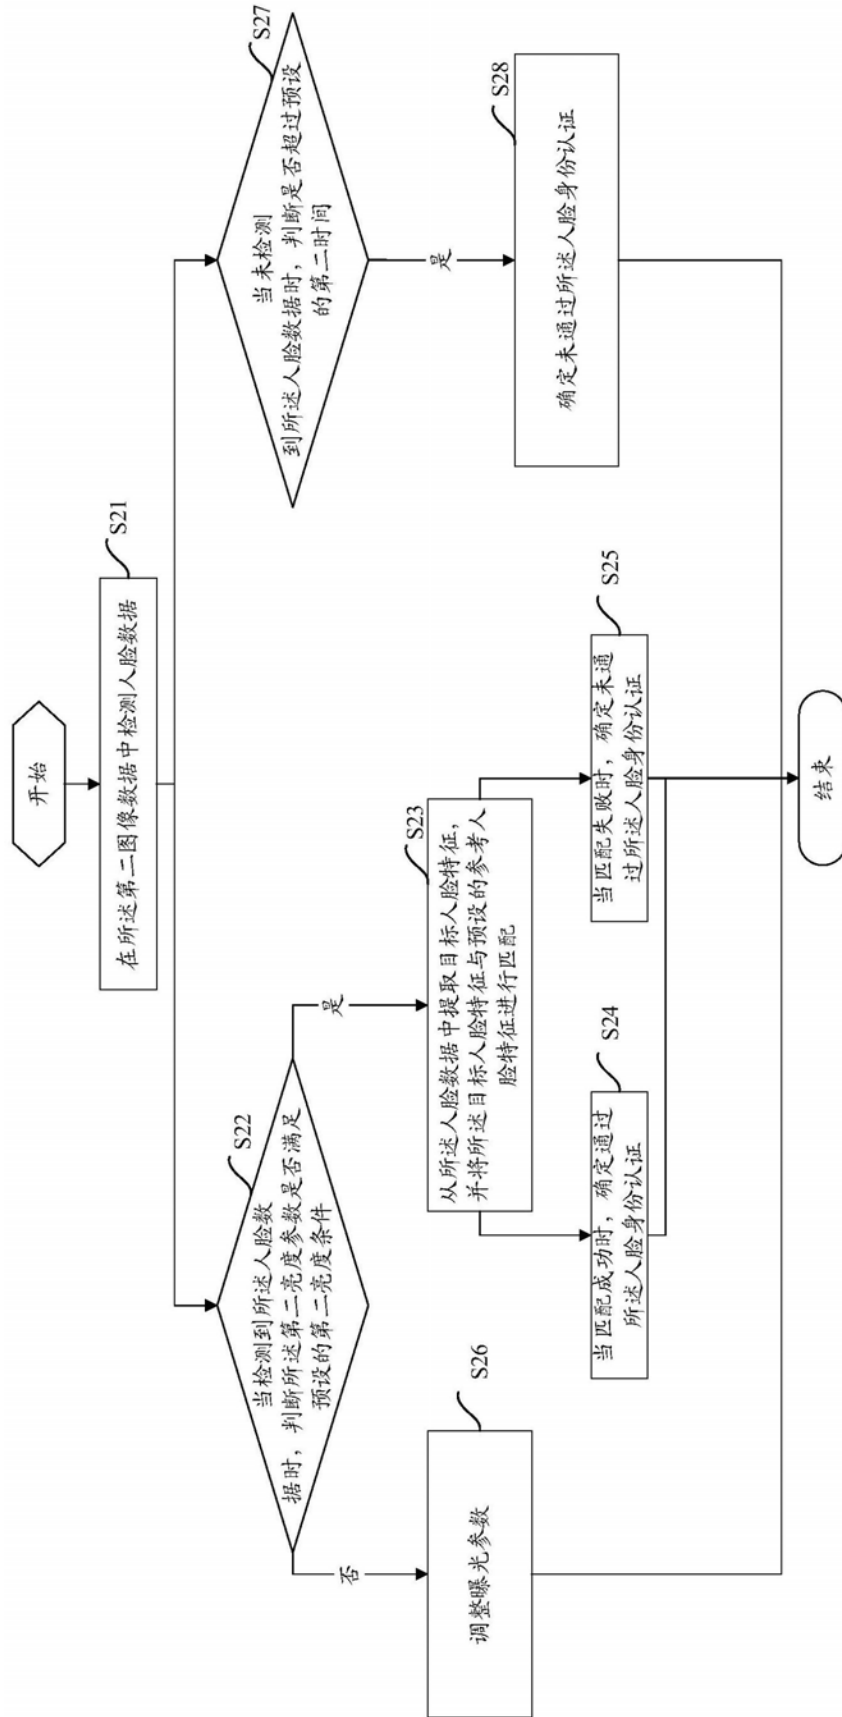 开始
S21
在所述第二图像数据中检测人脸数据
S22
当检测到所述人脸数
据时，判断所述第二亮度参数是否满足
预设的第二亮度条件
S27
当未检测
到所述人脸数据时，判断是否超过预设
的第二时间
否
是
是
S26
调整曝光参数
S23
从所述人脸数据中提取目标人脸特征，
并将所述目标人脸特征与预设的参考人
脸特征进行匹配
S28
确定未通过所述人脸身份认证
S24
当匹配成功时，确定通过
所述人脸身份认证
S25
当匹配失败时，确定未通
过所述人脸身份认证
结束